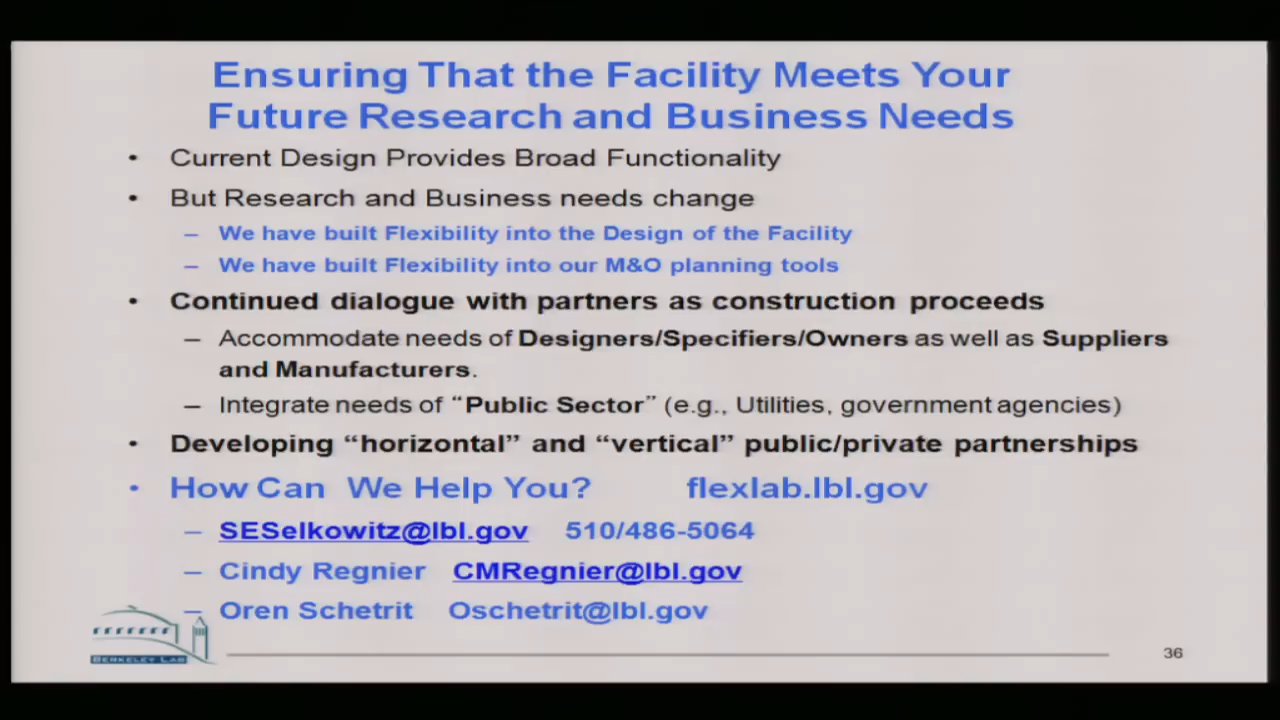 Ensuring That the Facility Meets Your
Future Research and Business Needs
• Current Design Provides Broad Functionality
• But Research and Business needs change
– We have built Flexibility into the Design of the Facility
– We have built Flexibility into our M&O planning tools
• Continued dialogue with partners as construction proceeds
– Accommodate needs of Designers/Specifiers/Owners as well as Suppliers
and Manufacturers.
– Integrate needs of “Public Sector” (e.g., Utilities, government agencies)
• Developing “horizontal” and “vertical” public/private partnerships
• How Can We Help You? flexlab.lbl.gov
– SESelkowitz@lbl.gov 510/486-5064
– Cindy Regnier CMRegnier@lbl.gov
– Oren Schetrit Oschetrit@lbl.gov
BERKELEY LAB
36